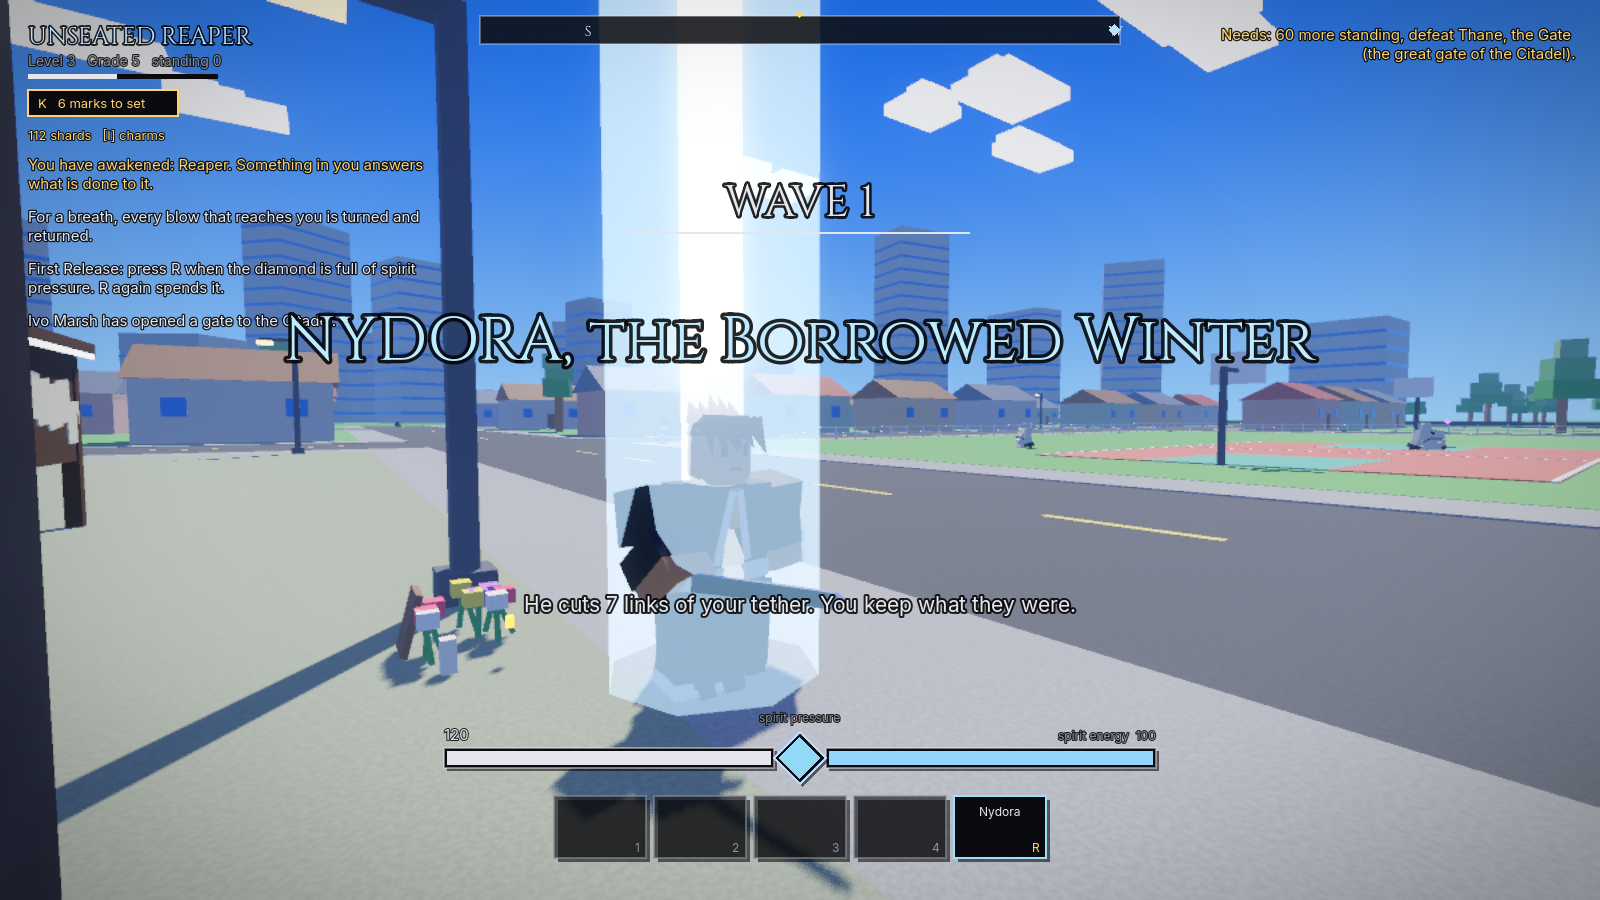 UNSEATED REAPER
Level 3 Grade 5 standing 0
K 6 marks to set
112 shards [I] charms
You have awakened: Reaper. Something in you answers
what is done to it.
For a breath, every blow that reaches you is turned and
returned.
First Release: press R when the diamond is full of spirit
pressure. R again spends it.
Ivo Marsh has opened a gate to the Citadel.
S
Needs: 60 more standing, defeat Thane, the Gate
(the great gate of the Citadel).
WAVE 1
NYDORA, THE BORROWED WINTER
He cuts 7 links of your tether. You keep what they were.
spirit pressure
120
spirit energy 100
1
2
3
4
Nydora
R